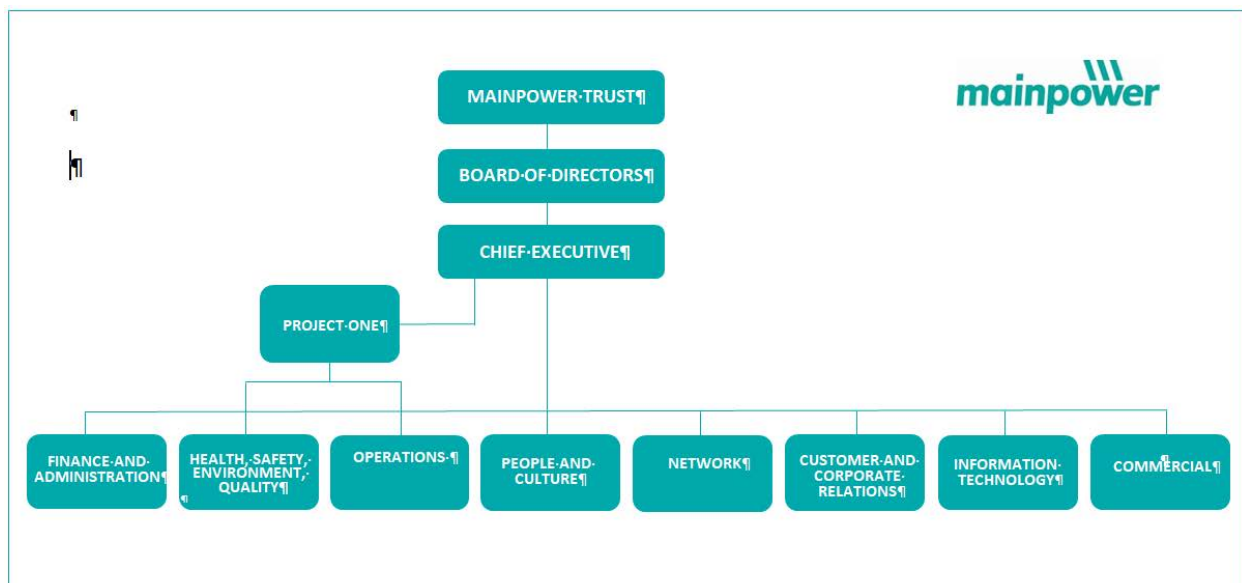 mainpower
¶
¶
MAINPOWER·TRUST¶
BOARD·OF·DIRECTORS¶
CHIEF·EXECUTIVE¶
PROJECT·ONE¶
FINANCE·AND·
ADMINISTRATION¶
HEALTH,·SAFETY,·
ENVIRONMENT,·
QUALITY¶
¶
OPERATIONS·¶
PEOPLE·AND·
CULTURE¶
NETWORK¶
CUSTOMER·AND·
CORPORATE·
RELATIONS¶
INFORMATION·
TECHNOLOGY¶
¶
COMMERCIAL¶